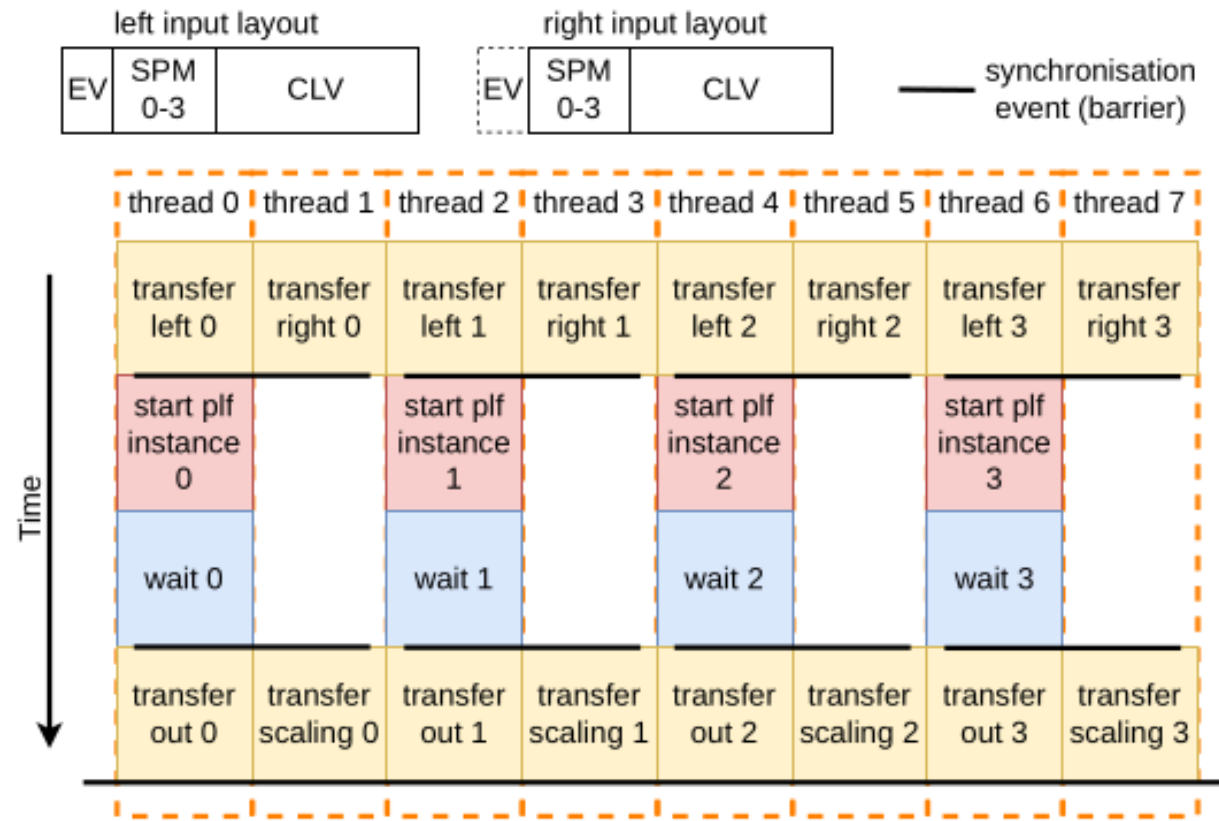 left input layout
right input layout
EV
SPM
0-3
CLV
EV
SPM
0-3
CLV
synchronisation
event (barrier)
thread 0 thread 1 thread 2 thread 3 thread 4 thread 5 thread 6 thread 7
transfer transfer transfer transfer transfer transfer transfer transfer
left 0 right 0 left 1 right 1 left 2 right 2 left 3 right 3
start plf start plf start plf start plf
instance instance instance instance
0 1 2 3
Time
wait 0 wait 1 wait 2 wait 3
transfer transfer transfer transfer transfer transfer transfer transfer
out 0 scaling 0 out 1 scaling 1 out 2 scaling 2 out 3 scaling 3